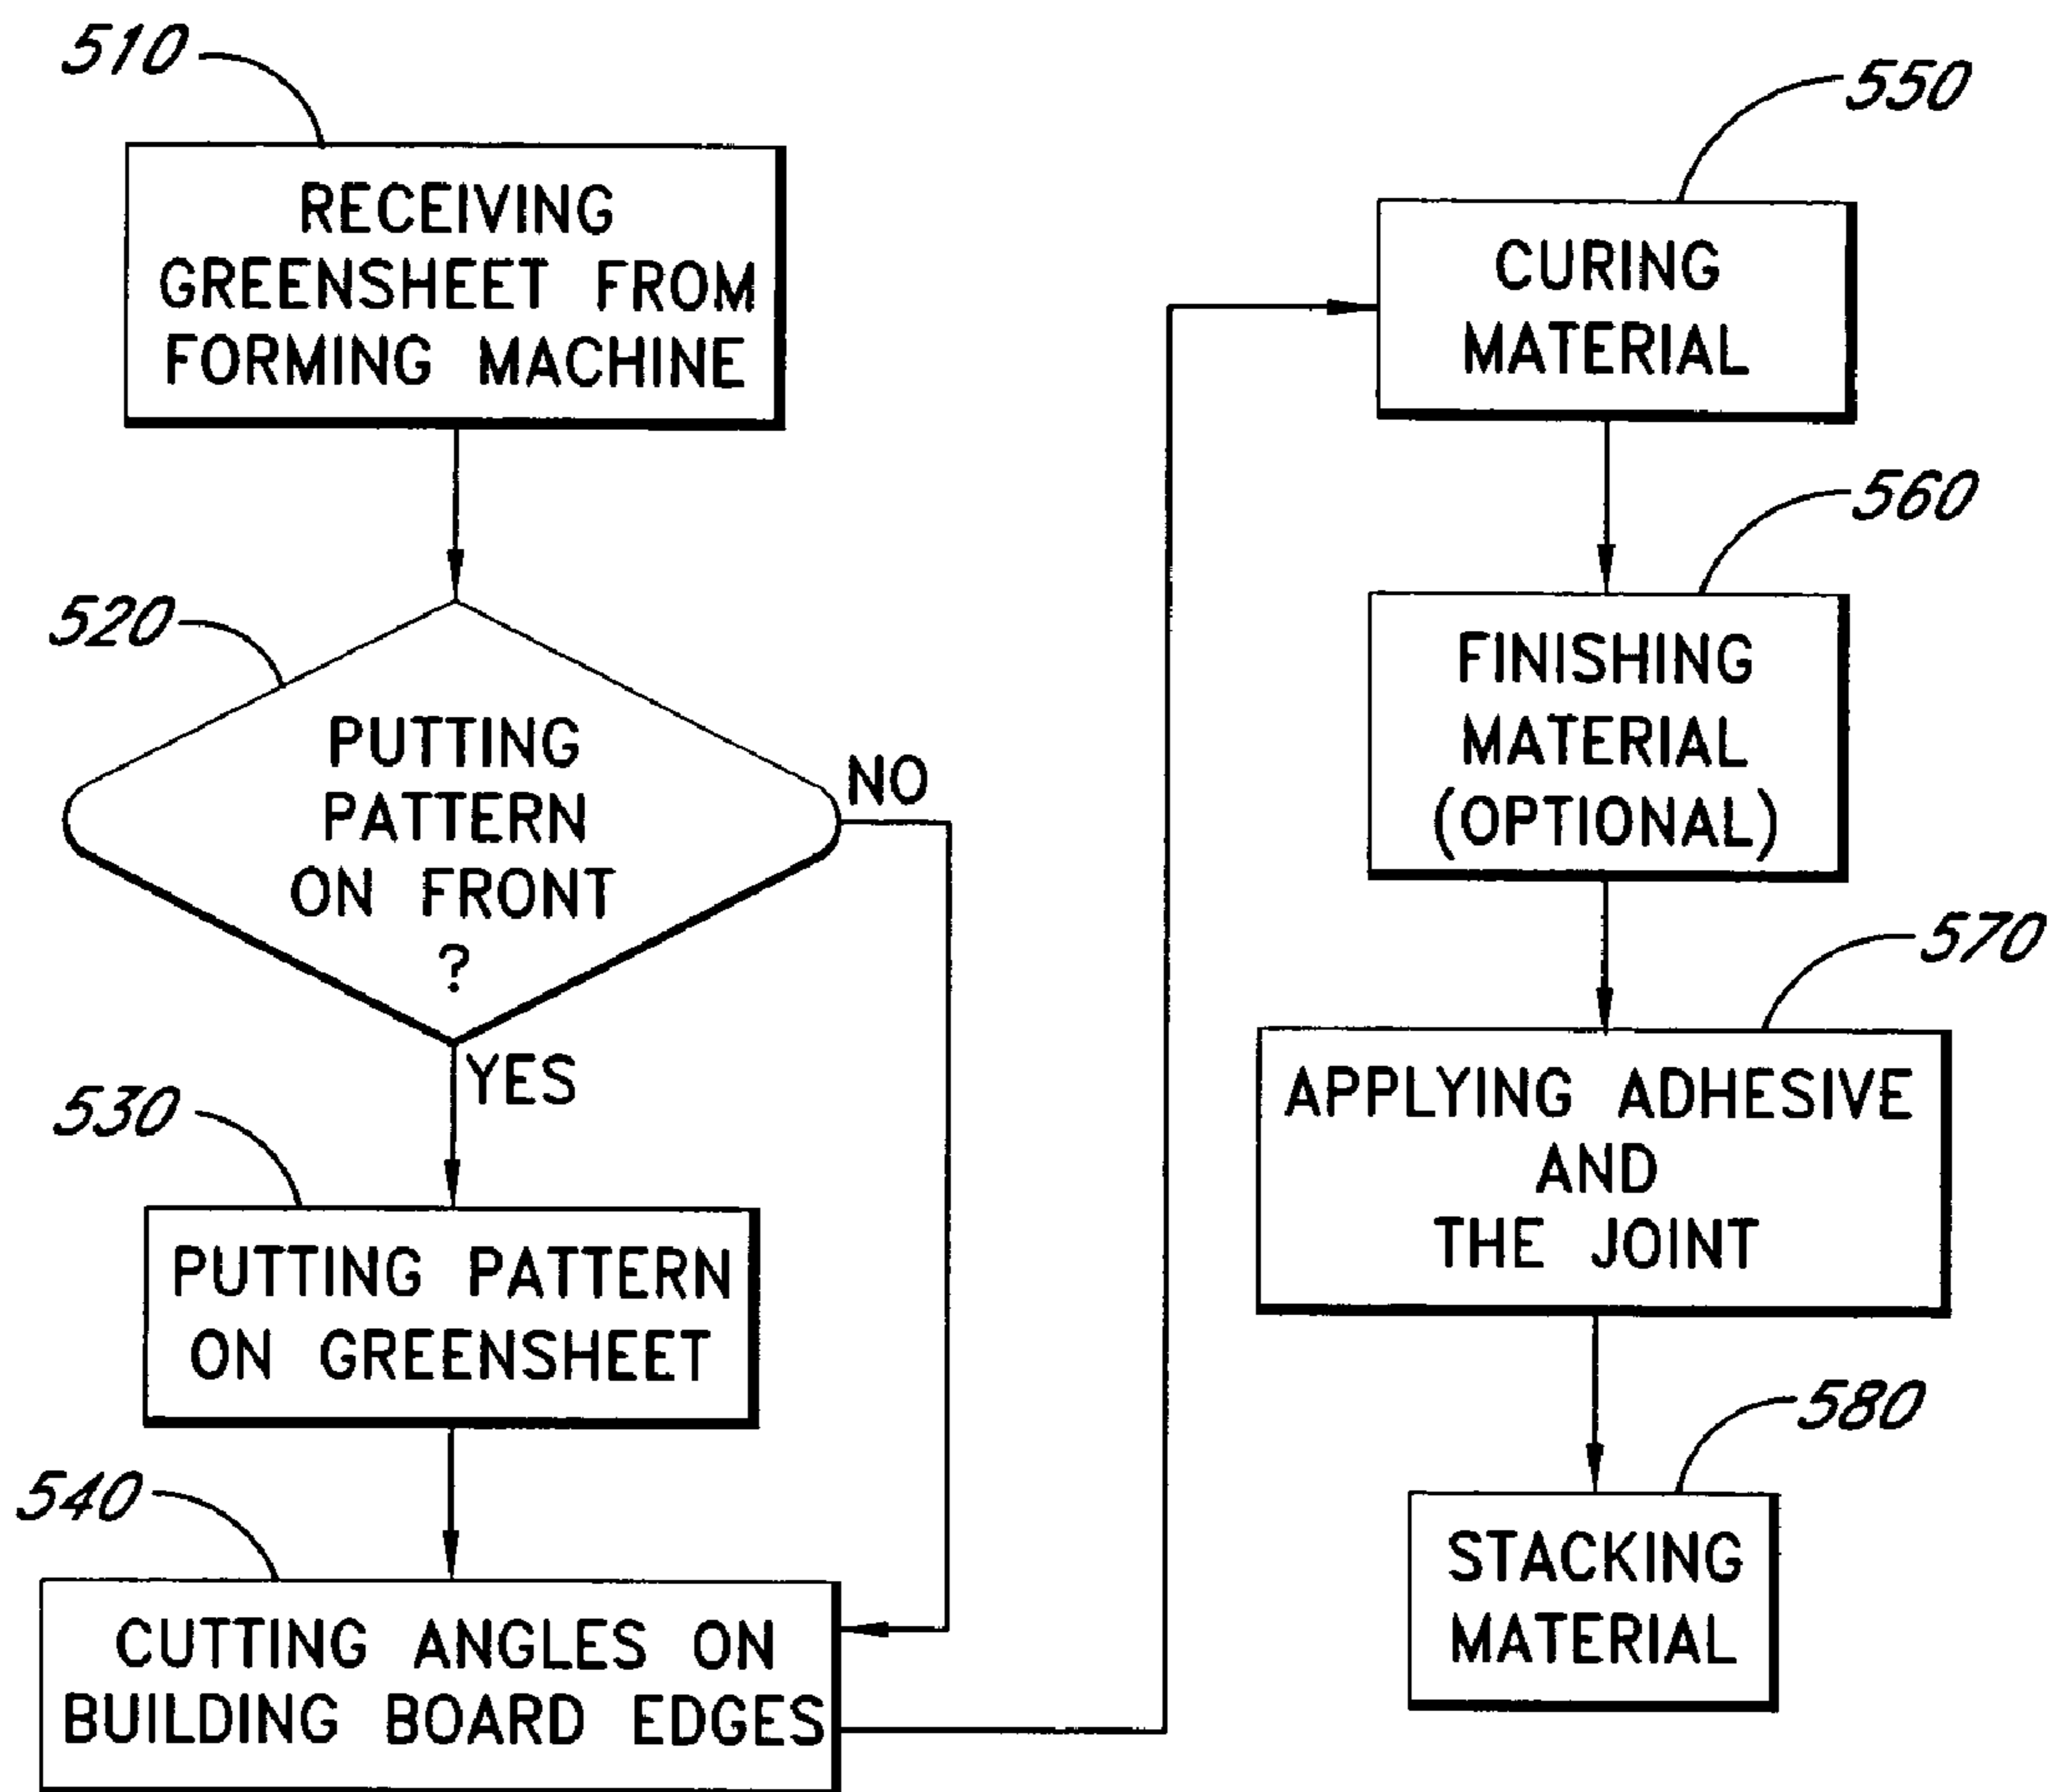 510
RECEIVING
GREENSHEET FROM
FORMING MACHINE
520
PUTTING
PATTERN
ON FRONT
?
NO
YES
530
PUTTING PATTERN
ON GREENSHEET
540
CUTTING ANGLES ON
BUILDING BOARD EDGES
550
CURING
MATERIAL
560
FINISHING
MATERIAL
(OPTIONAL)
570
APPLYING ADHESIVE
AND
THE JOINT
580
STACKING
MATERIAL